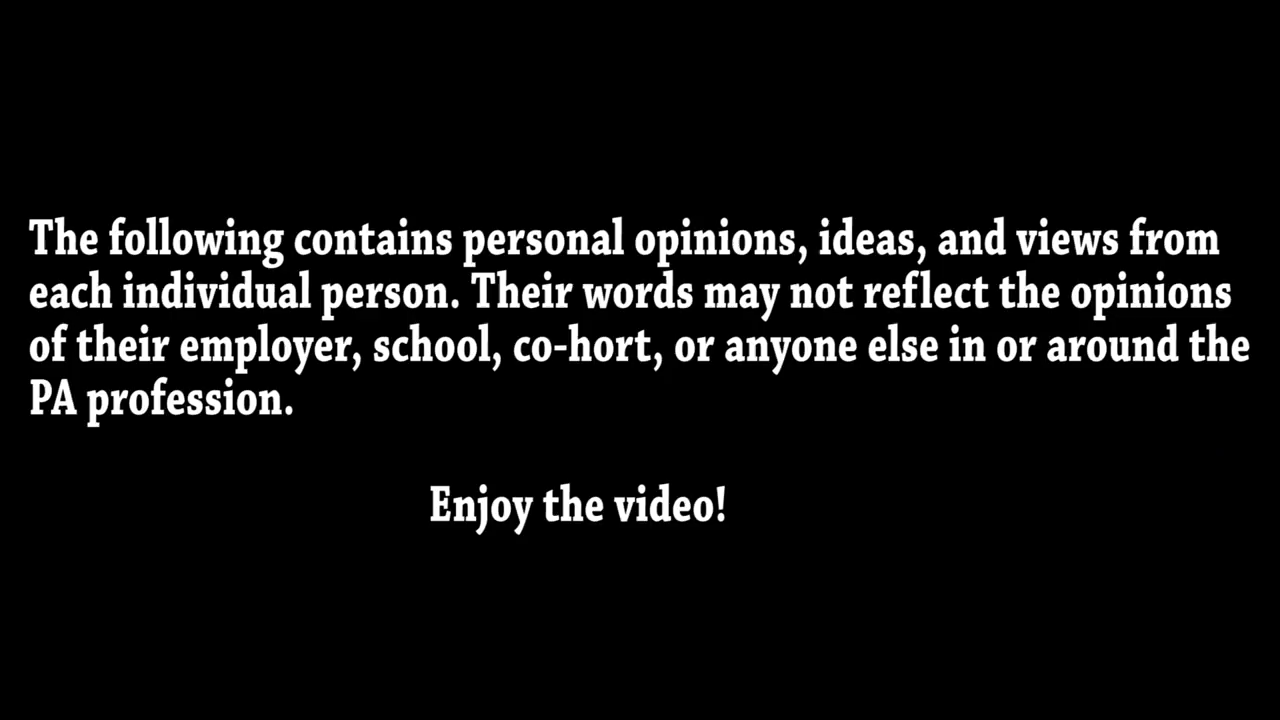 The following contains personal opinions, ideas, and views from
each individual person. Their words may not reflect the opinions
of their employer, school, co-hort, or anyone else in or around the
PA profession.
Enjoy the video!